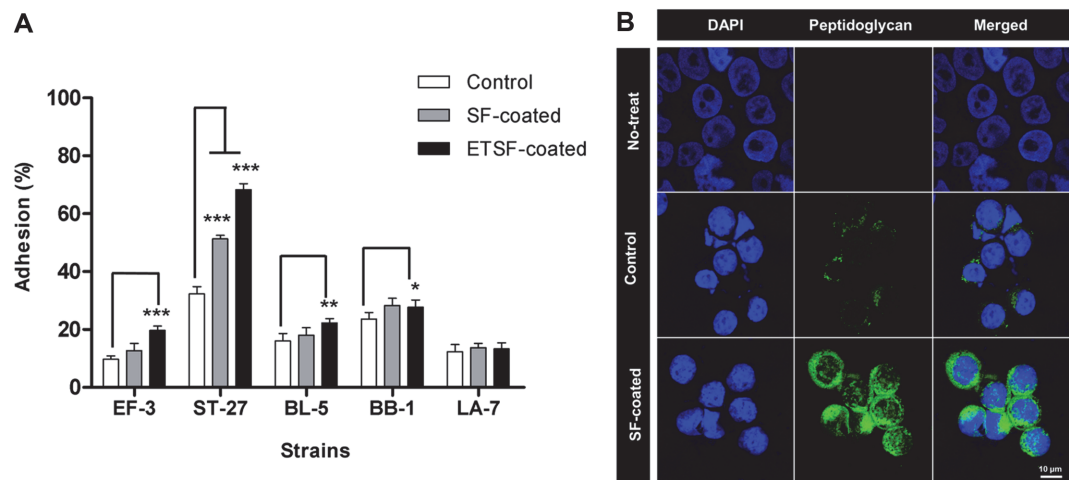 A
Control
SF-coated
ETSF-coated
Adhesion (%)
100
80
60
40
20
0
***
***
***
**
*
EF-3 ST-27 BL-5 BB-1 LA-7
Strains
B
DAPI Peptidoglycan Merged
No-treat
Control
SF-coated
10 µm